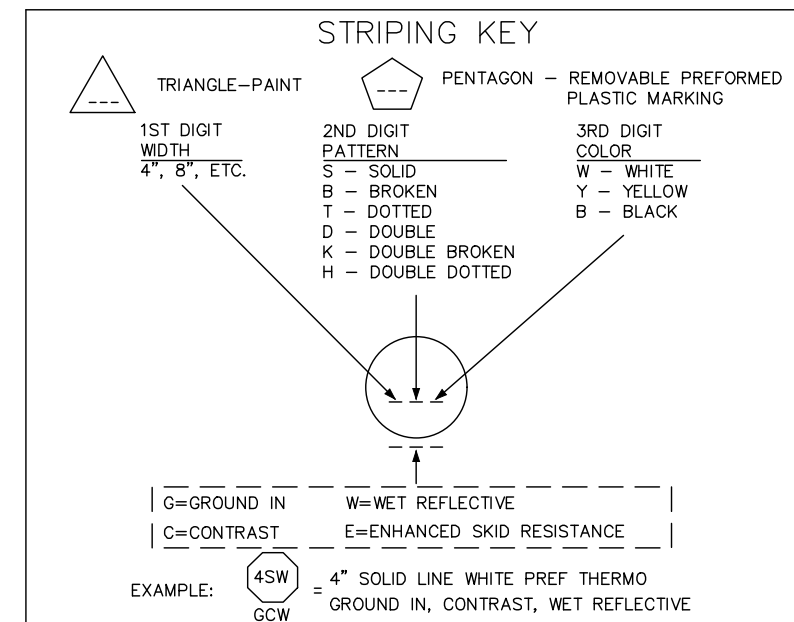 STRIPING KEY
TRIANGLE-PAINT
PENTAGON - REMOVABLE PREFORMED
PLASTIC MARKING
1ST DIGIT
WIDTH
4", 8", ETC.
2ND DIGIT
PATTERN
S - SOLID
B - BROKEN
T - DOTTED
D - DOUBLE
K - DOUBLE BROKEN
H - DOUBLE DOTTED
3RD DIGIT
COLOR
W - WHITE
Y - YELLOW
B - BLACK
G=GROUND IN W=WET REFLECTIVE
C=CONTRAST E=ENHANCED SKID RESISTANCE
EXAMPLE: 4SW GCW = 4" SOLID LINE WHITE PREF THERMO
GROUND IN, CONTRAST, WET REFLECTIVE